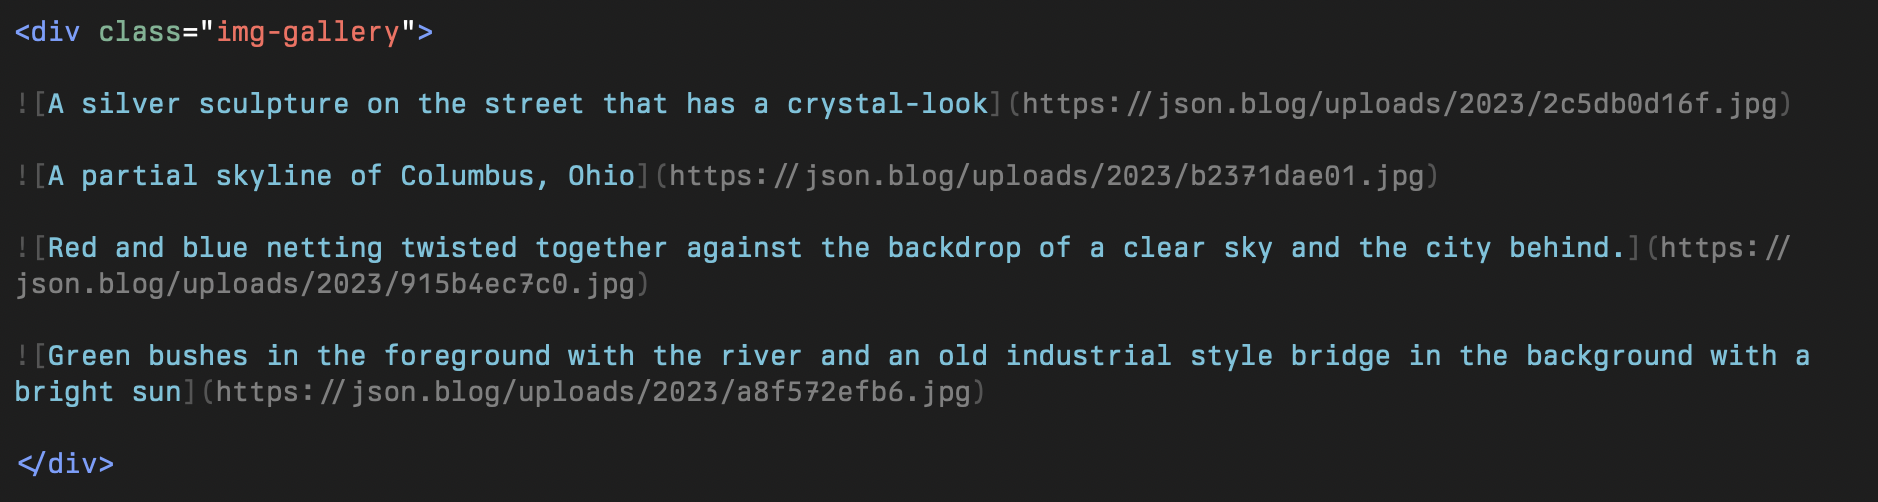 <div class="img-gallery">
![A silver sculpture on the street that has a crystal-look](https://json.blog/uploads/2023/2c5db0d16f.jpg)
![A partial skyline of Columbus, Ohio](https://json.blog/uploads/2023/b2371dae01.jpg)
![Red and blue netting twisted together against the backdrop of a clear sky and the city behind.](https://
json.blog/uploads/2023/915b4ec7c0.jpg)
![Green bushes in the foreground with the river and an old industrial style bridge in the background with a
bright sun](https://json.blog/uploads/2023/a8f572efb6.jpg)
</div>